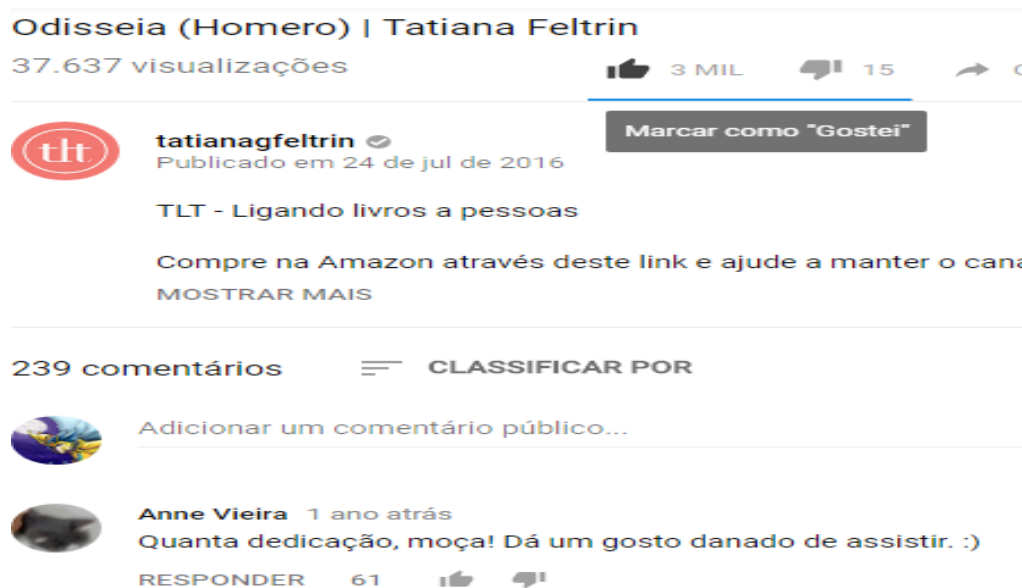 Odisseia (Homero) | Tatiana Feltrin
37.637 visualizações 3 MIL 15
Marcar como "Gostei"
tlt
tatianagfeltrin
Publicado em 24 de jul de 2016
TLT - Ligando livros a pessoas
Compre na Amazon através deste link e ajude a manter o cana
MOSTRAR MAIS
239 comentários CLASSIFICAR POR
Adicionar um comentário público...
Anne Vieira 1 ano atrás
Quanta dedicação, moça! Dá um gosto danado de assistir. :)
RESPONDER 61